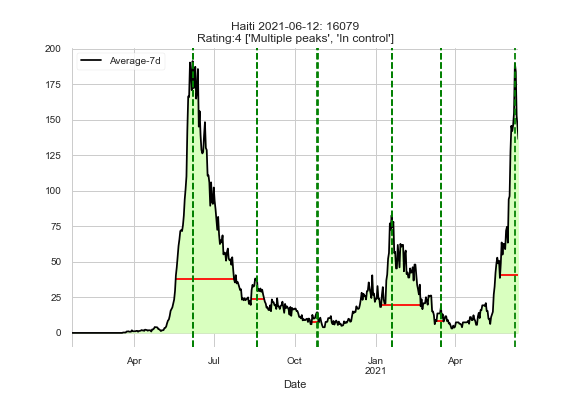 Haiti 2021-06-12: 16079
Rating:4 ['Multiple peaks', 'In control']
200
Average-7d
175
150
125
100
75
50
25
0
Apr Jul Oct Jan Apr
2021
Date